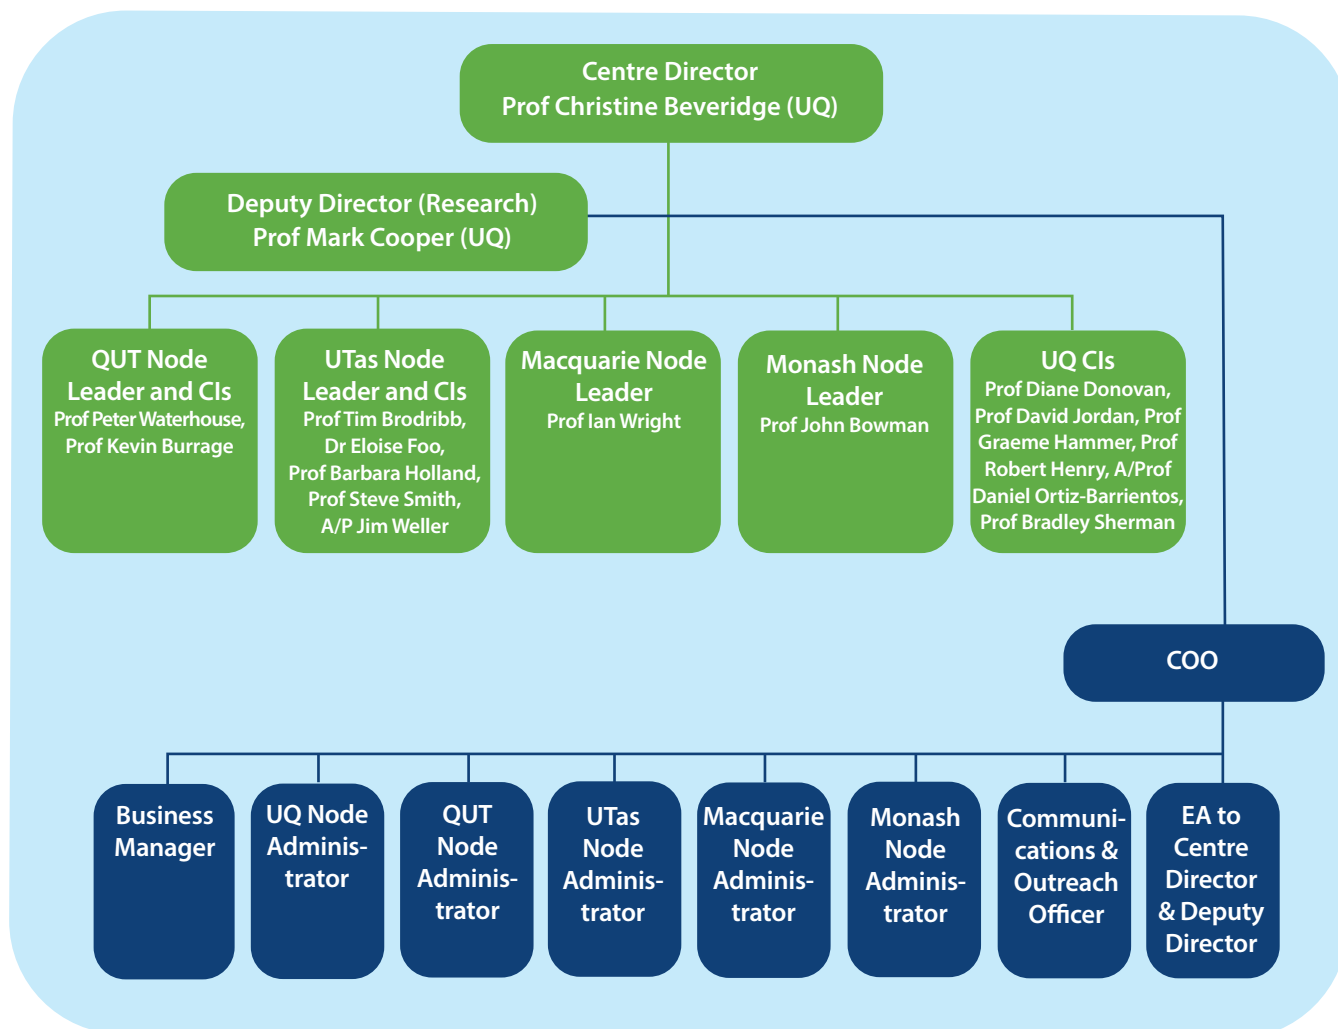 Centre Director
Prof Christine Beveridge (UQ)
Deputy Director (Research)
Prof Mark Cooper (UQ)
QUT Node
Leader and CIs
Prof Peter Waterhouse,
Prof Kevin Burrage
UTas Node
Leader and CIs
Prof Tim Brodribb,
Dr Eloise Foo,
Prof Barbara Holland,
Prof Steve Smith,
A/P Jim Weller
Macquarie Node
Leader
Prof Ian Wright
Monash Node
Leader
Prof John Bowman
UQ CIs
Prof Diane Donovan,
Prof David Jordan, Prof
Graeme Hammer, Prof
Robert Henry, A/Prof
Daniel Ortiz-Barrientos,
Prof Bradley Sherman
COO
Business
Manager
UQ Node
Adminis-
trator
QUT
Node
Adminis-
trator
UTas
Node
Adminis-
trator
Macquarie
Node
Adminis-
trator
Monash
Node
Adminis-
trator
Communi-
cations &
Outreach
Officer
EA to
Centre
Director
& Deputy
Director